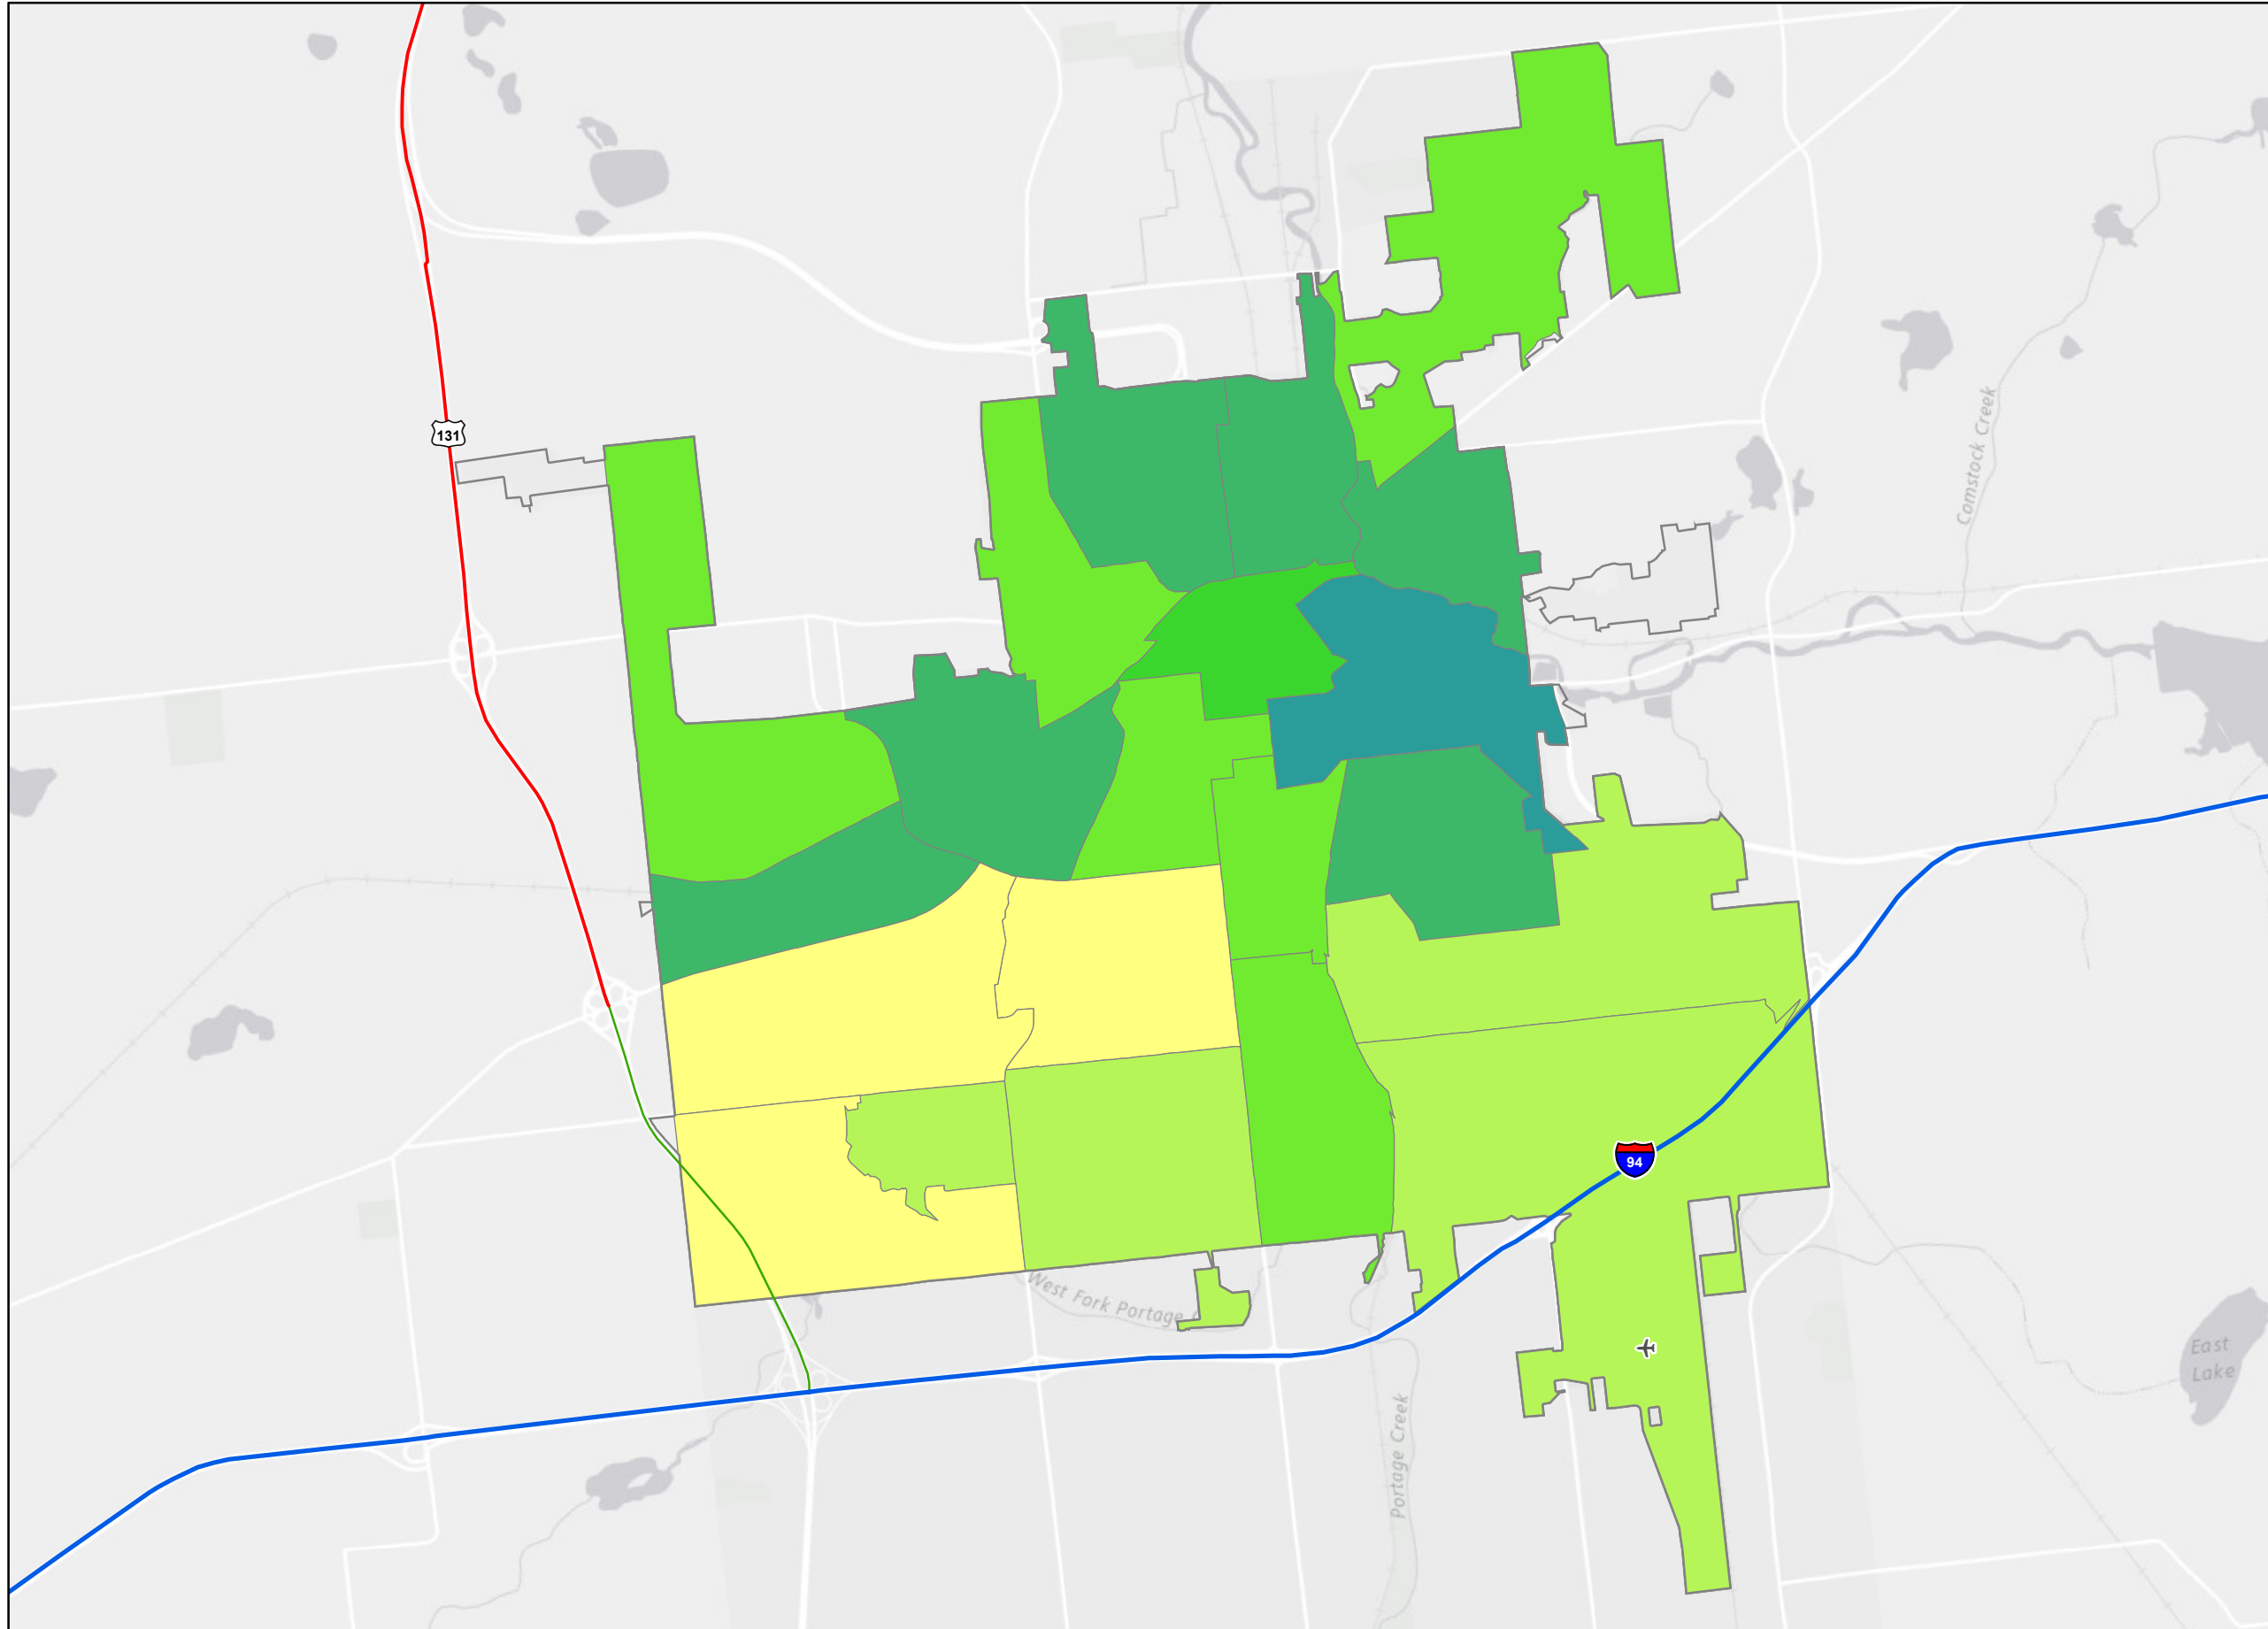 131
Comstock Creek
94
West Fork Portage
East
Lake
Portage Creek